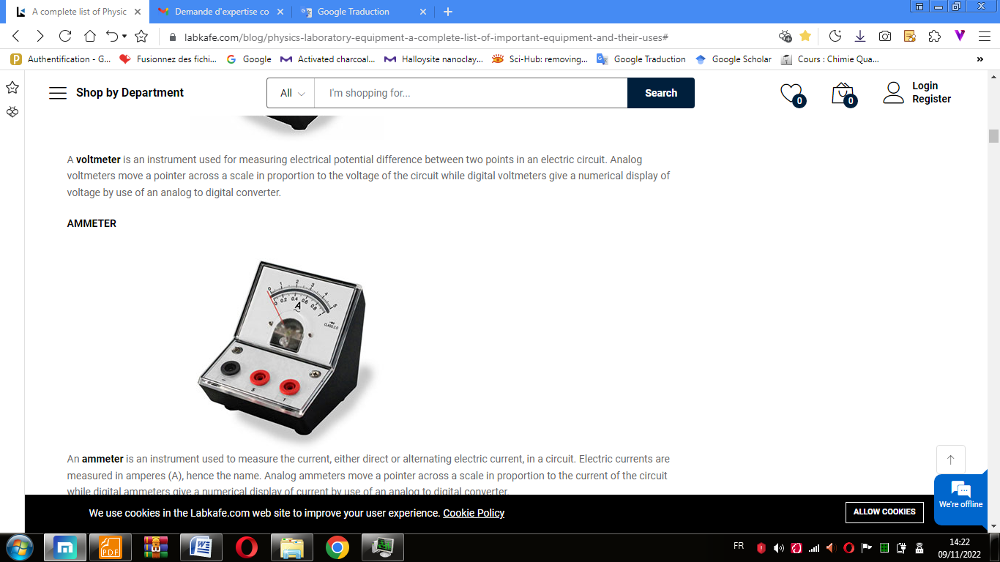 A complete list of Physic
Demande d'expertise co
Google Traduction
labkafe.com/blog/physics-laboratory-equipment-a-complete-list-of-important-equipment-and-their-uses#
Authentification - G...
Fusionnez des fichi...
Google
Activated charcoal...
Halloysite nanoclay...
Sci-Hub: removing...
Google Traduction
Google Scholar
Cours : Chimie Qua...
»
Shop by Department
All
I'm shopping for...
Search
0
0
Login
Register
A voltmeter is an instrument used for measuring electrical potential difference between two points in an electric circuit. Analog
voltmeters move a pointer across a scale in proportion to the voltage of the circuit while digital voltmeters give a numerical display of
voltage by use of an analog to digital converter.
AMMETER
0 1 2 3 4 5
0 0.2 0.4 0.6 0.8 1
A
CLASS 2.0
- 5 1
An ammeter is an instrument used to measure the current, either direct or alternating electric current, in a circuit. Electric currents are
measured in amperes (A), hence the name. Analog ammeters move a pointer across a scale in proportion to the current of the circuit
while digital ammeters give a numerical display of current by use of an analog to digital converter.
We're offline
We use cookies in the Labkafe.com web site to improve your user experience. Cookie Policy
ALLOW COOKIES
PDF
FR
14:22
09/11/2022